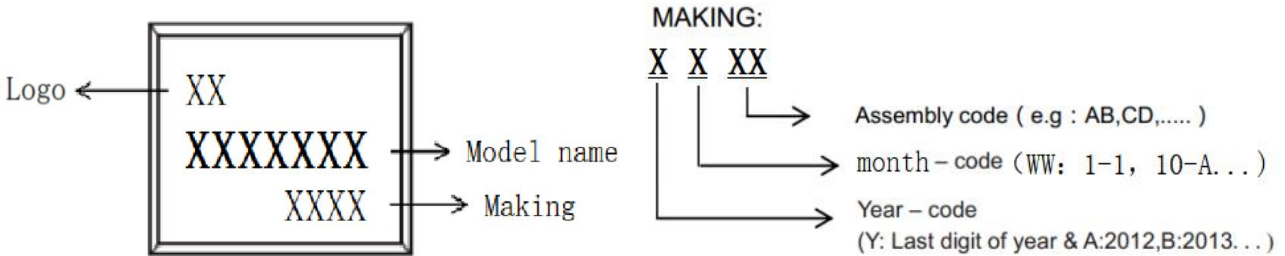 Logo
XX
XXXXXXX
Model name
XXXX
Making
MAKING:
X X XX
Assembly code ( e.g : AB,CD,..... )
month – code (WW: 1-1, 10-A...)
Year – code
(Y: Last digit of year & A:2012,B:2013. . . )